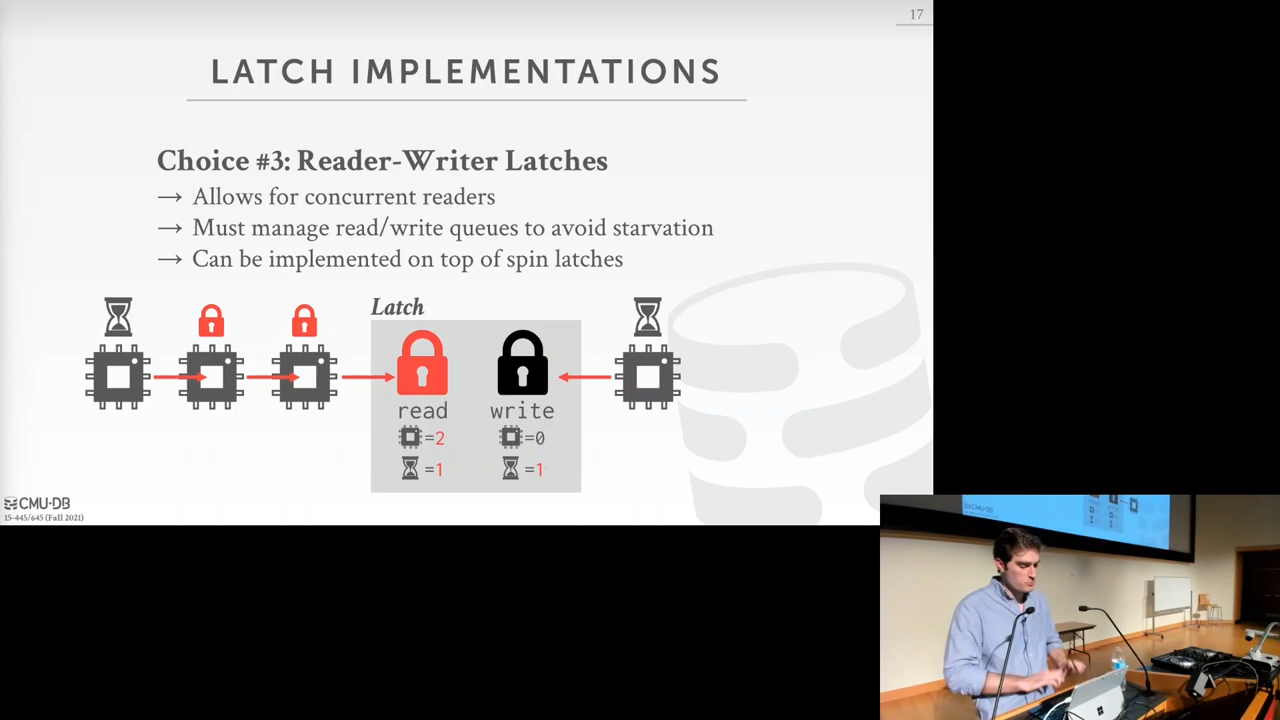 17
LATCH IMPLEMENTATIONS
Choice #3: Reader-Writer Latches
→ Allows for concurrent readers
→ Must manage read/write queues to avoid starvation
→ Can be implemented on top of spin latches
Latch
read write
=2 =0
=1 =1
CMU·DB
15-445/645 (Fall 2021)